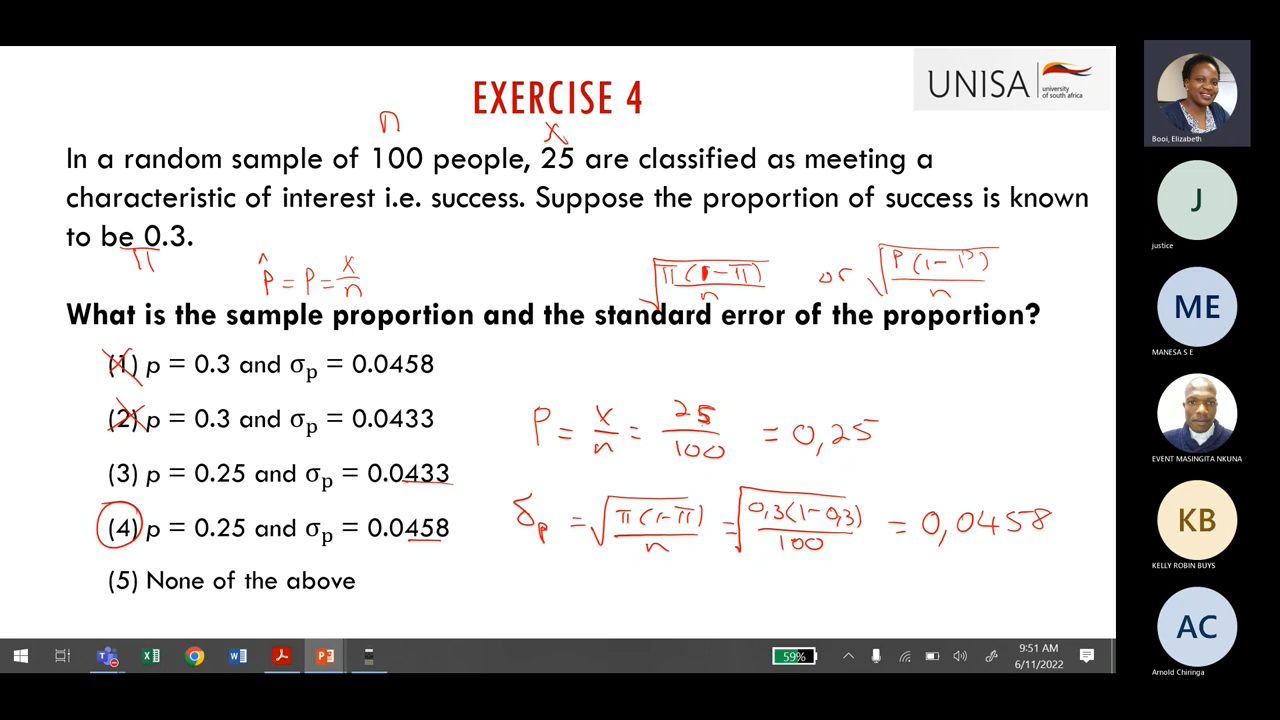 EXERCISE 4
UNISA
university
of south africa
n
x
In a random sample of 100 people, 25 are classified as meeting a
characteristic of interest i.e. success. Suppose the proportion of success is known
to be 0.3.
π
p̂ = p = x/n
√(π(1-π)/n) or √(p(1-p)/n)
What is the sample proportion and the standard error of the proportion?
(1) p = 0.3 and σp = 0.0458
(2) p = 0.3 and σp = 0.0433
(3) p = 0.25 and σp = 0.0433
(4) p = 0.25 and σp = 0.0458
(5) None of the above
P = x/n = 25/100 = 0,25
σp = √(π(1-π)/n) = √(0,3(1-0,3)/100) = 0,0458
Booi, Elizabeth
J
justice
ME
MANESA S E
EVENT MASINGITA NKUNA
KB
KELLY ROBIN BUYS
AC
Arnold Chiringa
59%
9:51 AM
6/11/2022